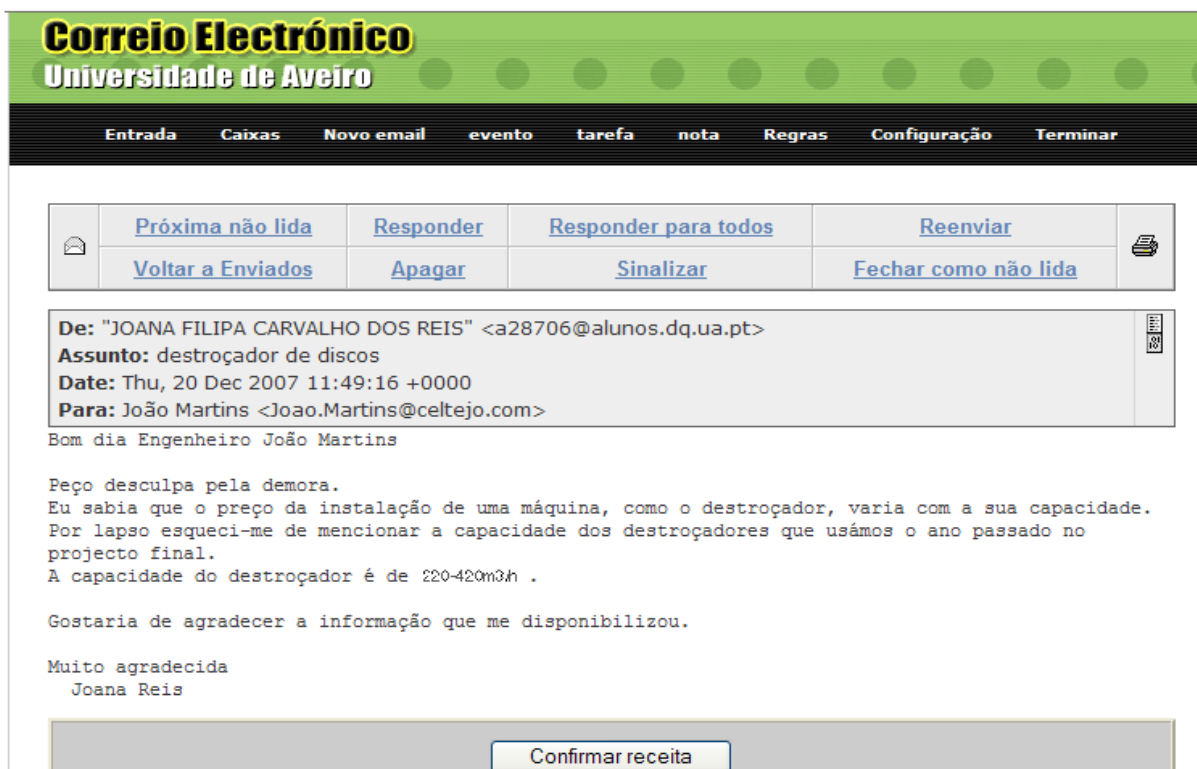 Correio Electrónico
Universidade de Aveiro
Entrada Caixas Novo email evento tarefa nota Regras Configuração Terminar
Próxima não lida Responder Responder para todos Reenviar
Voltar a Enviados Apagar Sinalizar Fechar como não lida
De: "JOANA FILIPA CARVALHO DOS REIS" <a28706@alunos.dq.ua.pt>
Assunto: destroçador de discos
Date: Thu, 20 Dec 2007 11:49:16 +0000
Para: João Martins <Joao.Martins@celtejo.com>
Bom dia Engenheiro João Martins
Peço desculpa pela demora.
Eu sabia que o preço da instalação de uma máquina, como o destroçador, varia com a sua capacidade.
Por lapso esqueci-me de mencionar a capacidade dos destroçadores que usámos o ano passado no
projecto final.
A capacidade do destroçador é de 220-420m3/h .
Gostaria de agradecer a informação que me disponibilizou.
Muito agradecida
Joana Reis
Confirmar receita